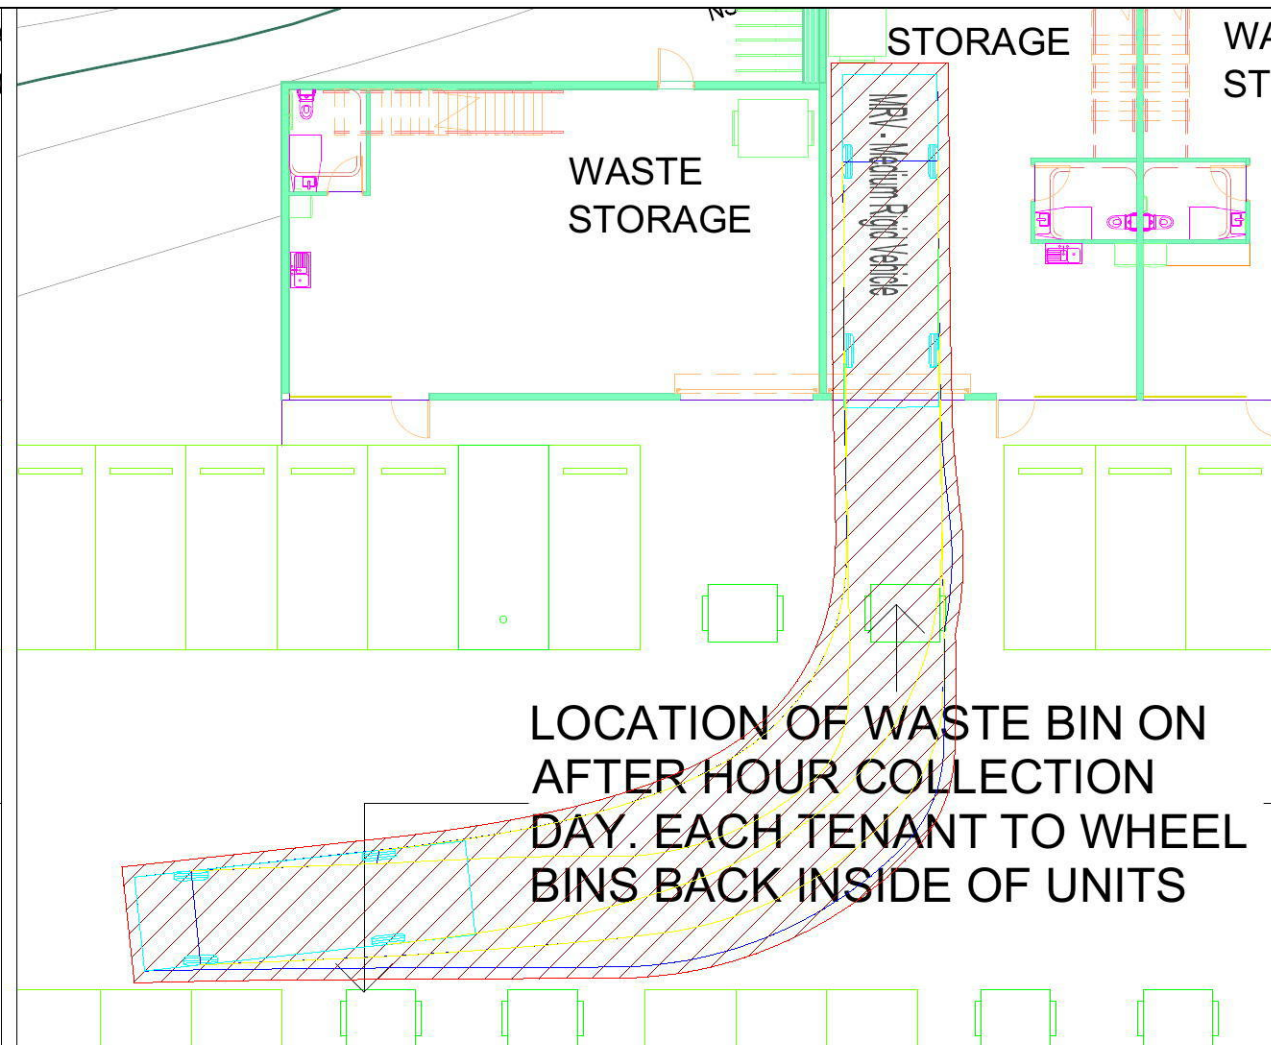 STORAGE
WASTE
STORAGE
MRV - Medium Rigid Vehicle
LOCATION OF WASTE BIN ON
AFTER HOUR COLLECTION
DAY. EACH TENANT TO WHEEL
BINS BACK INSIDE OF UNITS